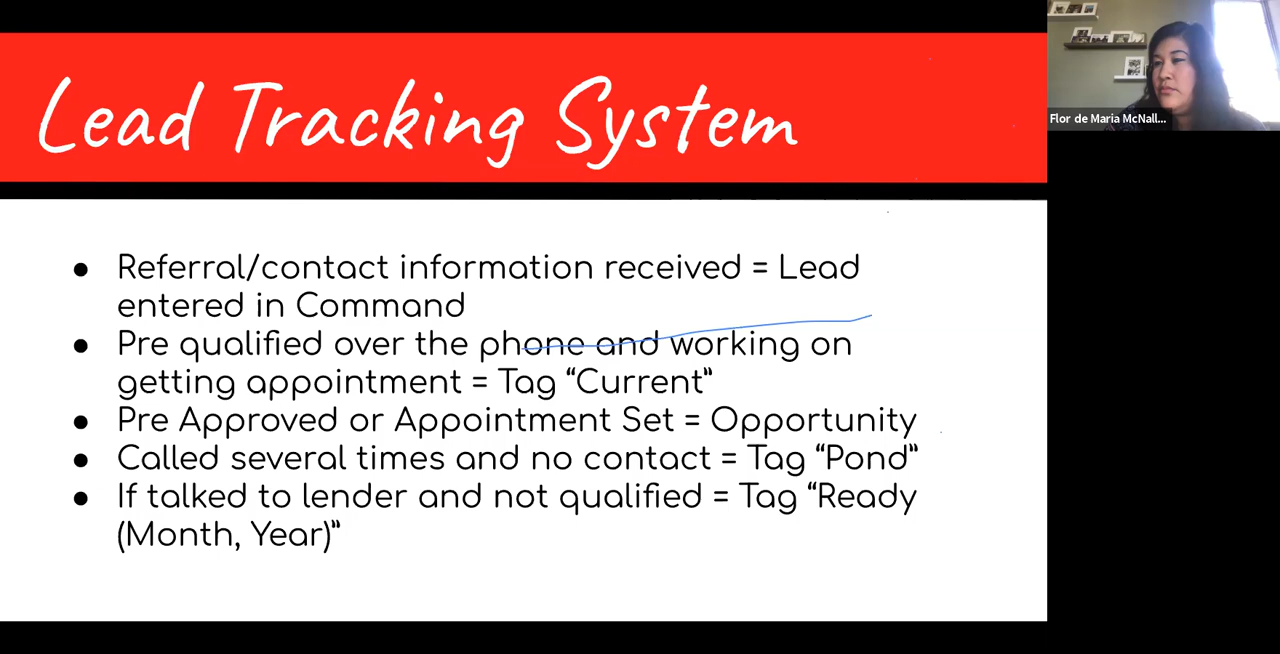 Lead Tracking System
Flor de Maria McNall...
● Referral/contact information received = Lead
entered in Command
● Pre qualified over the phone and working on
getting appointment = Tag “Current”
● Pre Approved or Appointment Set = Opportunity
● Called several times and no contact = Tag “Pond”
● If talked to lender and not qualified = Tag “Ready
(Month, Year)”